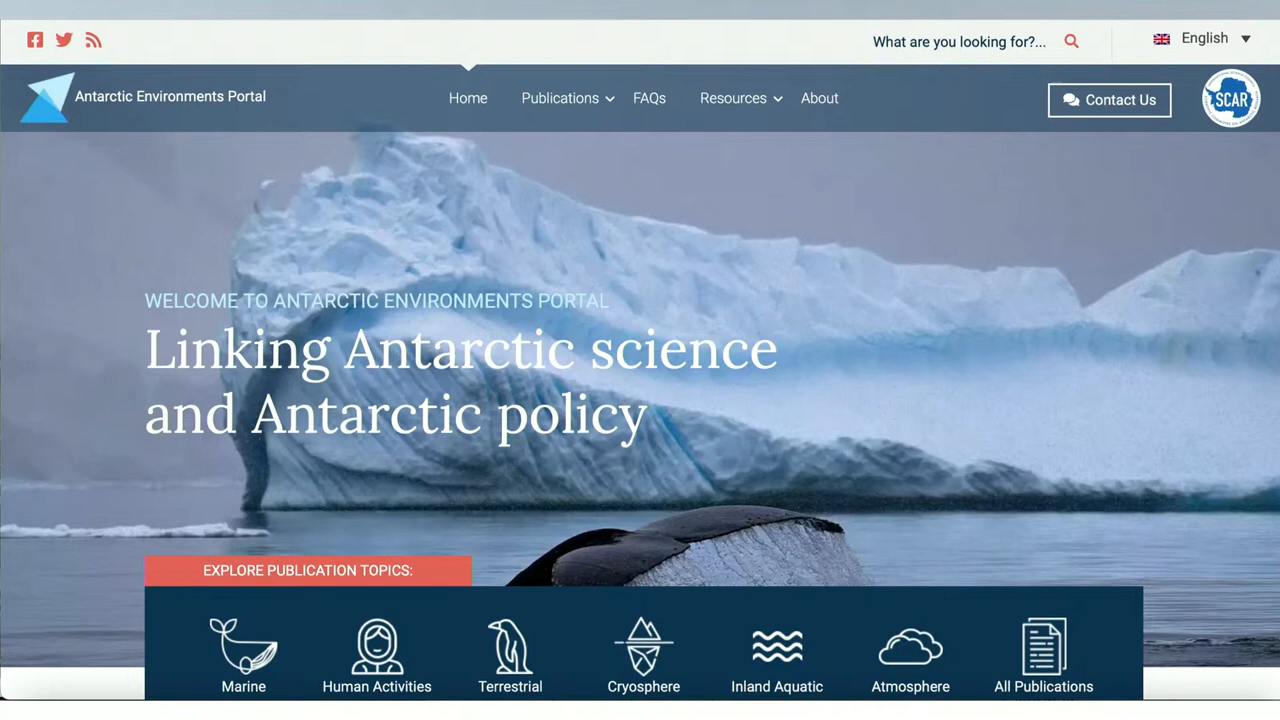 What are you looking for?...
English
Antarctic Environments Portal
Home
Publications
FAQs
Resources
About
Contact Us
SCAR
WELCOME TO ANTARCTIC ENVIRONMENTS PORTAL
Linking Antarctic science
and Antarctic policy
EXPLORE PUBLICATION TOPICS:
Marine
Human Activities
Terrestrial
Cryosphere
Inland Aquatic
Atmosphere
All Publications